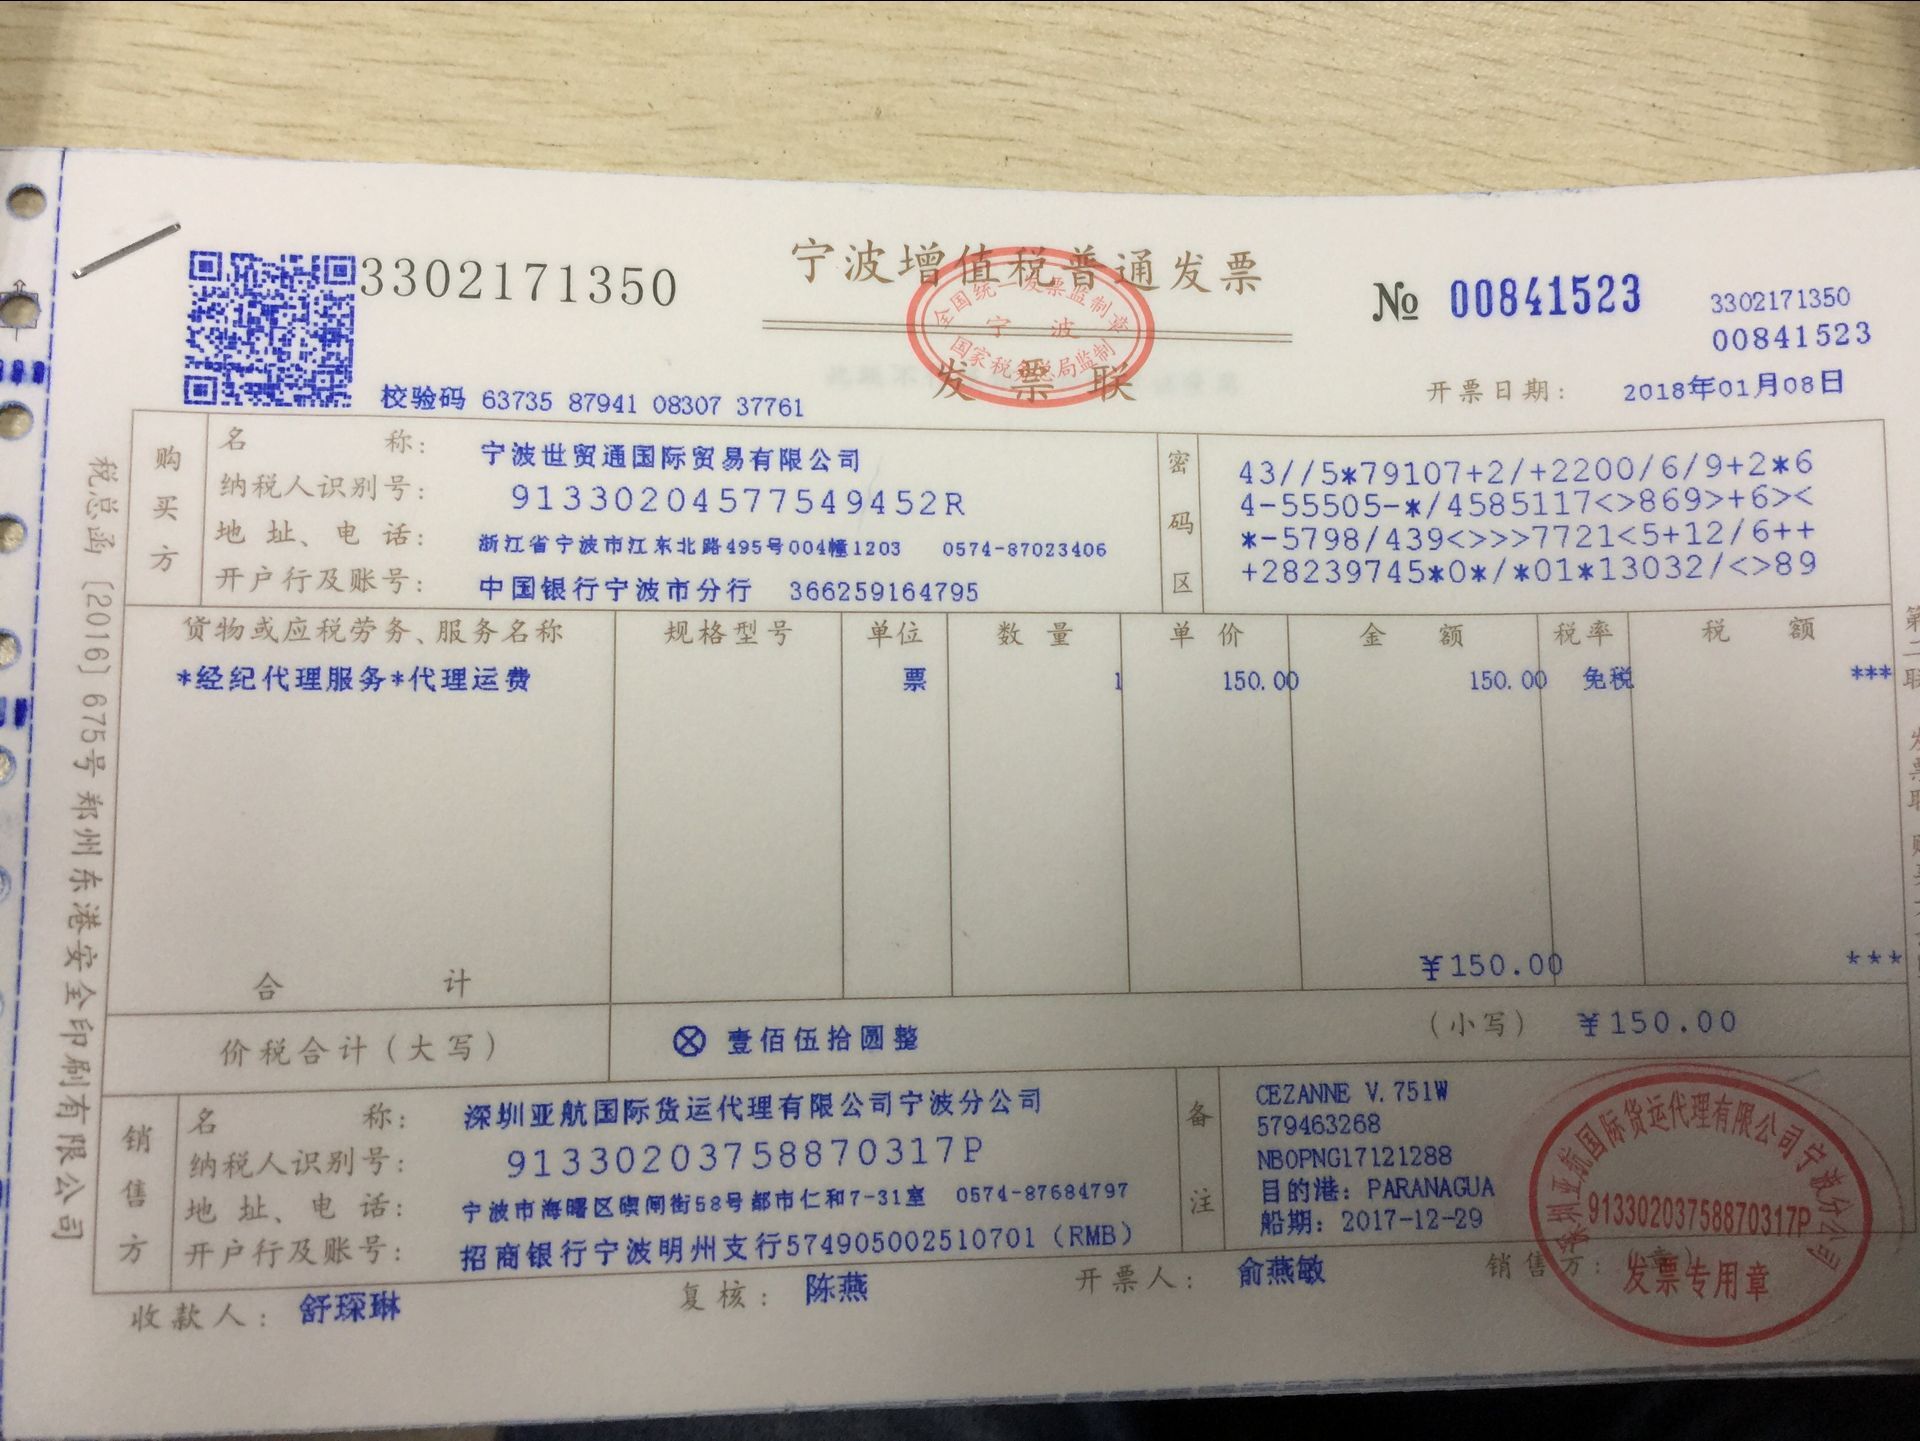 3302171350
宁波增值税普通发票
全国统一发票监制章
宁 波
国家税务总局监制
发 票 联
№ 00841523
3302171350
00841523
校验码 63735 87941 08307 37761
开票日期: 2018年01月08日
购买方
名 称: 宁波世贸通国际贸易有限公司
纳税人识别号: 91330204577549452R
地 址、电 话: 浙江省宁波市江东北路495号004幢1203 0574-87023406
开户行及账号: 中国银行宁波市分行 366259164795
密码区
43//5*79107+2/+2200/6/9+2*6
4-55505-*/4585117<>869>+6><
*-5798/439<>>>7721<5+12/6++
+28239745*0*/*01*13032/<>89
货物或应税劳务、服务名称 规格型号 单位 数 量 单 价 金 额 税率 税 额
*经纪代理服务*代理运费 票 1 150.00 150.00 免税 ***
合 计 ¥150.00 ***
价税合计(大写) ⊗ 壹佰伍拾圆整 (小写) ¥150.00
销售方
名 称: 深圳亚航国际货运代理有限公司宁波分公司
纳税人识别号: 91330203758870317P
地 址、电 话: 宁波市海曙区碶闸街58号都市仁和7-31室 0574-87684797
开户行及账号: 招商银行宁波明州支行574905002510701(RMB)
备注
CEZANNE V.751W
579463268
NBOPNG17121288
目的港: PARANAGUA
船期: 2017-12-29
收款人: 舒琛琳 复核: 陈燕 开票人: 俞燕敏 销售方:(章)
深圳亚航国际货运代理有限公司宁波分公司
91330203758870317P
发票专用章
税总函〔2016〕675号郑州东港安全印刷有限公司
第二联